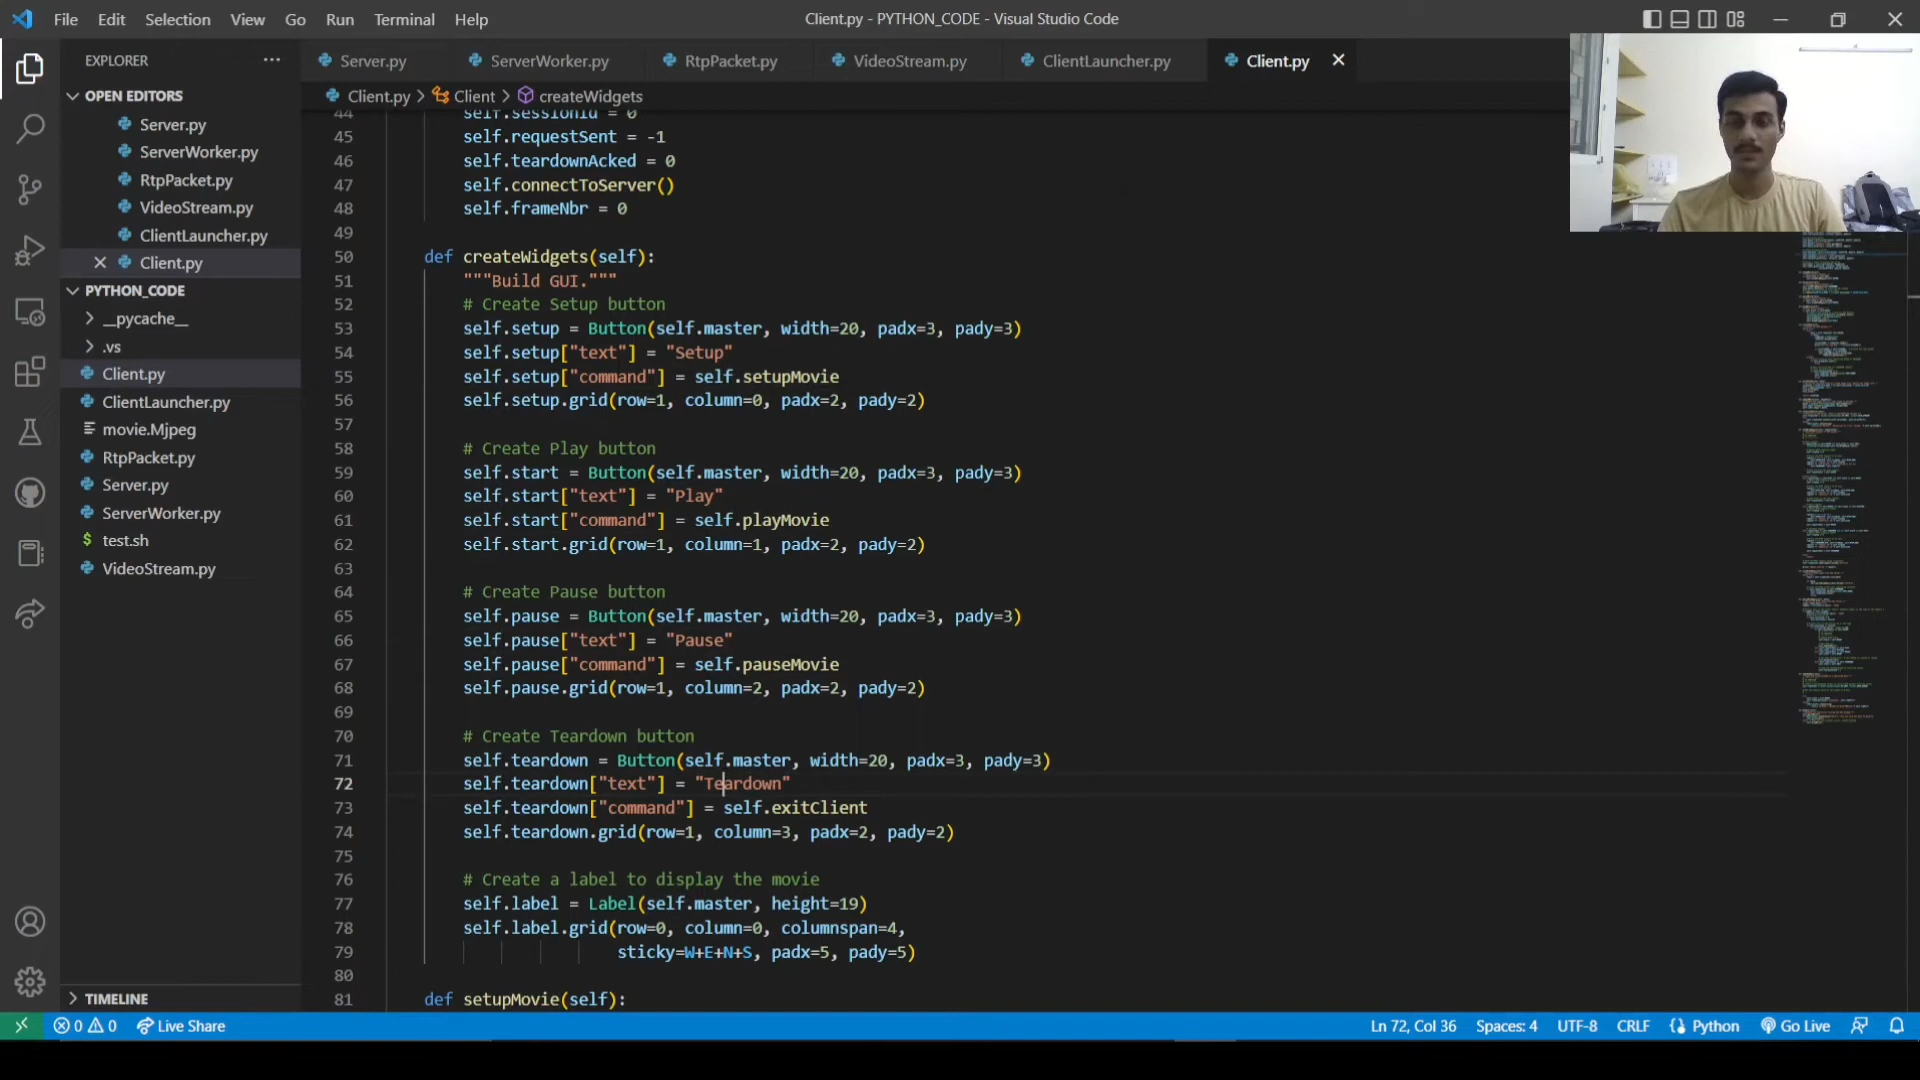 File Edit Selection View Go Run Terminal Help Client.py - PYTHON_CODE - Visual Studio Code
EXPLORER
Server.py ServerWorker.py RtpPacket.py VideoStream.py ClientLauncher.py Client.py
OPEN EDITORS
Server.py
ServerWorker.py
RtpPacket.py
VideoStream.py
ClientLauncher.py
Client.py
PYTHON_CODE
__pycache__
.vs
Client.py
ClientLauncher.py
movie.Mjpeg
RtpPacket.py
Server.py
ServerWorker.py
$ test.sh
VideoStream.py
TIMELINE
Client.py > Client > createWidgets
44 self.sessionId = 0
45 self.requestSent = -1
46 self.teardownAcked = 0
47 self.connectToServer()
48 self.frameNbr = 0
49
50 def createWidgets(self):
51 """Build GUI."""
52 # Create Setup button
53 self.setup = Button(self.master, width=20, padx=3, pady=3)
54 self.setup["text"] = "Setup"
55 self.setup["command"] = self.setupMovie
56 self.setup.grid(row=1, column=0, padx=2, pady=2)
57
58 # Create Play button
59 self.start = Button(self.master, width=20, padx=3, pady=3)
60 self.start["text"] = "Play"
61 self.start["command"] = self.playMovie
62 self.start.grid(row=1, column=1, padx=2, pady=2)
63
64 # Create Pause button
65 self.pause = Button(self.master, width=20, padx=3, pady=3)
66 self.pause["text"] = "Pause"
67 self.pause["command"] = self.pauseMovie
68 self.pause.grid(row=1, column=2, padx=2, pady=2)
69
70 # Create Teardown button
71 self.teardown = Button(self.master, width=20, padx=3, pady=3)
72 self.teardown["text"] = "Teardown"
73 self.teardown["command"] = self.exitClient
74 self.teardown.grid(row=1, column=3, padx=2, pady=2)
75
76 # Create a label to display the movie
77 self.label = Label(self.master, height=19)
78 self.label.grid(row=0, column=0, columnspan=4,
79 sticky=W+E+N+S, padx=5, pady=5)
80
81 def setupMovie(self):
0 0 Live Share Ln 72, Col 36 Spaces: 4 UTF-8 CRLF Python Go Live